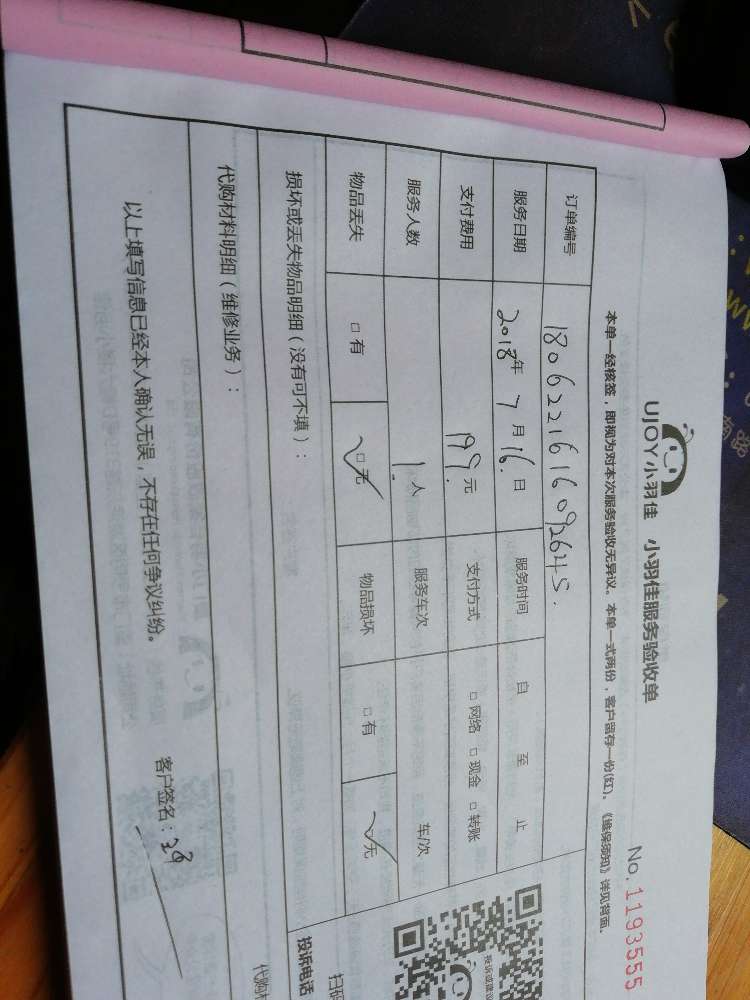 UJOY小羽佳 小羽佳服务验收单
No. 1193555
本单一经核签，即视为对本次服务验收无异议。本单一式两份，客户留存一份(红)。《维保须知》详见背面。
订单编号 180622161609264S.
服务日期 2018年7月16日 服务时间 自 至 止
支付费用 199.元 支付方式 □网络 □现金 □转账
服务人数 1人 服务车次 车/次
物品丢失 □有 □无 物品损坏 □有 □无
损坏或丢失物品明细（没有可不填）：
代购材料明细（维修业务）：
以上填写信息已经本人确认无误，不存在任何争议纠纷。
客户签名：
投诉电话